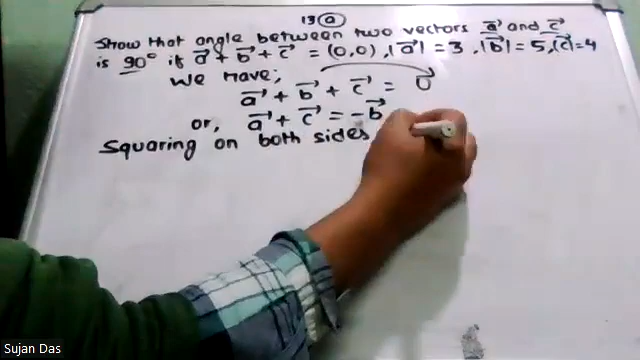 13 (a)
Show that angle between two vectors a⃗ and c⃗
is 90° if a⃗ + b⃗ + c⃗ = (0,0), |a⃗| = 3, |b⃗| = 5, |c⃗| = 4
We Have;
a⃗ + b⃗ + c⃗ = 0⃗
or, a⃗ + c⃗ = -b⃗
Squaring on both sides
Sujan Das